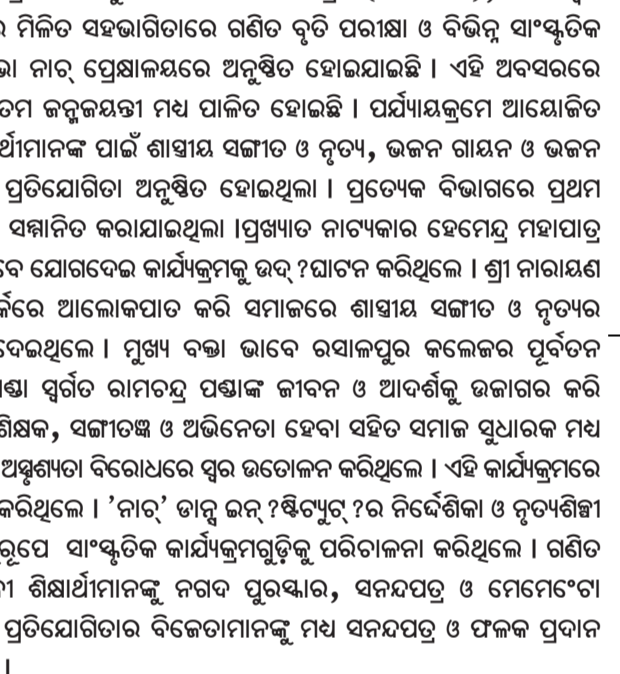 ମିଳିତ ସହଭାଗିତାରେ ଗଣିତ ବୃତି ପରୀକ୍ଷା ଓ ବିଭିନ୍ନ ସାଂସ୍କୃତିକ
ନାଚ୍ ପ୍ରେକ୍ଷାଳୟରେ ଅନୁଷ୍ଠିତ ହୋଇଯାଇଛି । ଏହି ଅବସରରେ
ତମ ଜନ୍ମଜୟନ୍ତୀ ମଧ୍ୟ ପାଳିତ ହୋଇଛି । ପର୍ଯ୍ୟାୟକ୍ରମେ ଆୟୋଜିତ
ର୍ଥୀମାନଙ୍କ ପାଇଁ ଶାସ୍ତ୍ରୀୟ ସଙ୍ଗୀତ ଓ ନୃତ୍ୟ, ଭଜନ ଗାୟନ ଓ ଭଜନ
ପ୍ରତିଯୋଗିତା ଅନୁଷ୍ଠିତ ହୋଇଥିଲା । ପ୍ରତ୍ୟେକ ବିଭାଗରେ ପ୍ରଥମ
ସମ୍ମାନିତ କରାଯାଇଥିଲା ।ପ୍ରଖ୍ୟାତ ନାଟ୍ୟକାର ହେମେନ୍ଦ୍ର ମହାପାତ୍ର
ବେ ଯୋଗଦେଇ କାର୍ଯ୍ୟକ୍ରମକୁ ଉଦ୍‌?ଘାଟନ କରିଥିଲେ । ଶ୍ରୀ ନାରାୟଣ
ର୍କରେ ଆଲୋକପାତ କରି ସମାଜରେ ଶାସ୍ତ୍ରୀୟ ସଙ୍ଗୀତ ଓ ନୃତ୍ୟର
ଦେଇଥିଲେ । ମୁଖ୍ୟ ବକ୍ତା ଭାବେ ରସାଳପୁର କଲେଜର ପୂର୍ବତନ
ଣ୍ଡା ସ୍ୱର୍ଗତ ରାମଚନ୍ଦ୍ର ପଣ୍ଡାଙ୍କ ଜୀବନ ଓ ଆଦର୍ଶକୁ ଉଜାଗର କରି
ଶିକ୍ଷକ, ସଙ୍ଗୀତଜ୍ଞ ଓ ଅଭିନେତା ହେବା ସହିତ ସମାଜ ସୁଧାରକ ମଧ୍ୟ
ଅସ୍ପୃଶ୍ୟତା ବିରୋଧରେ ସ୍ୱର ଉତୋଳନ କରିଥିଲେ । ଏହି କାର୍ଯ୍ୟକ୍ରମରେ
କରିଥିଲେ । 'ନାଚ୍' ଡାନ୍ସ ଇନ୍‌?ଷ୍ଟିଚ୍ୟୁଟ୍‌?ର ନିର୍ଦ୍ଦେଶିକା ଓ ନୃତ୍ୟଶିଳ୍ପୀ
ରୂପେ ସାଂସ୍କୃତିକ କାର୍ଯ୍ୟକ୍ରମଗୁଡ଼ିକୁ ପରିଚାଳନା କରିଥିଲେ । ଗଣିତ
ଶିକ୍ଷାର୍ଥୀମାନଙ୍କୁ ନଗଦ ପୁରସ୍କାର, ସନନ୍ଦପତ୍ର ଓ ମେମେଂଟୋ
ପ୍ରତିଯୋଗିତାର ବିଜେତାମାନଙ୍କୁ ମଧ୍ୟ ସନନ୍ଦପତ୍ର ଓ ଫଳକ ପ୍ରଦାନ
।